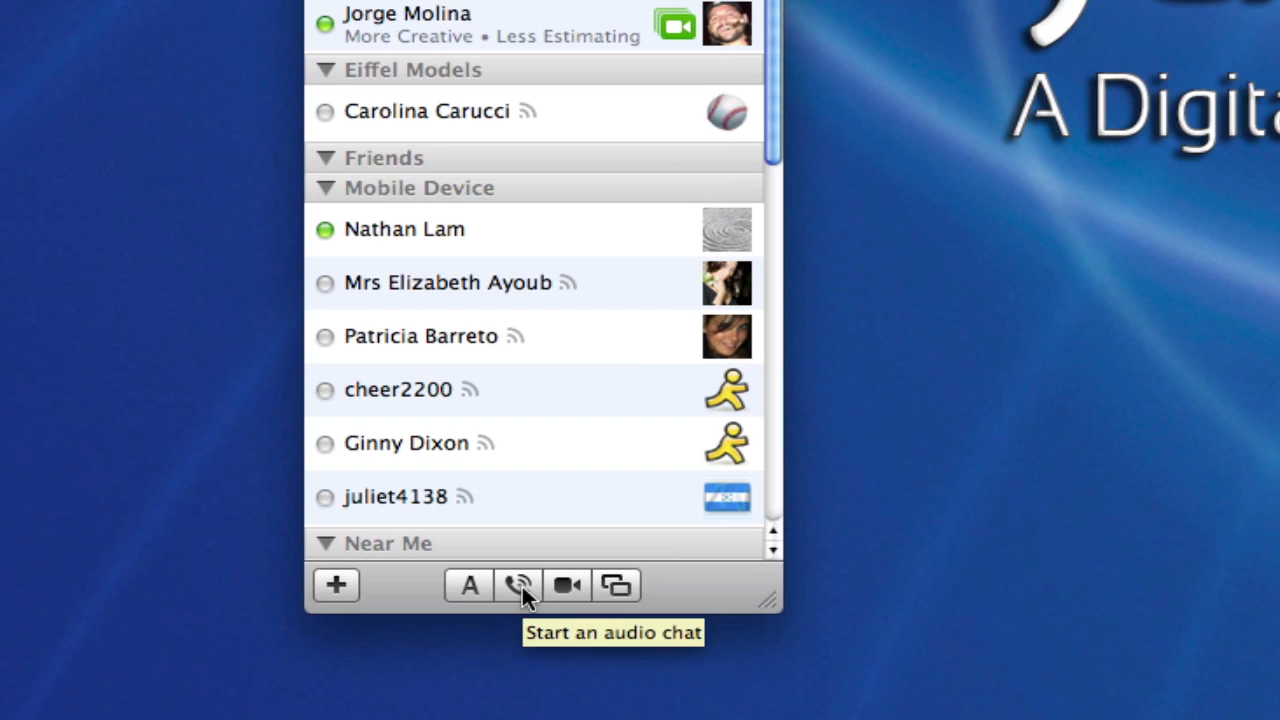 Jorge Molina
More Creative • Less Estimating
Eiffel Models
Carolina Carucci
Friends
Mobile Device
Nathan Lam
Mrs Elizabeth Ayoub
Patricia Barreto
cheer2200
Ginny Dixon
juliet4138
Near Me
A
Start an audio chat
A Digita